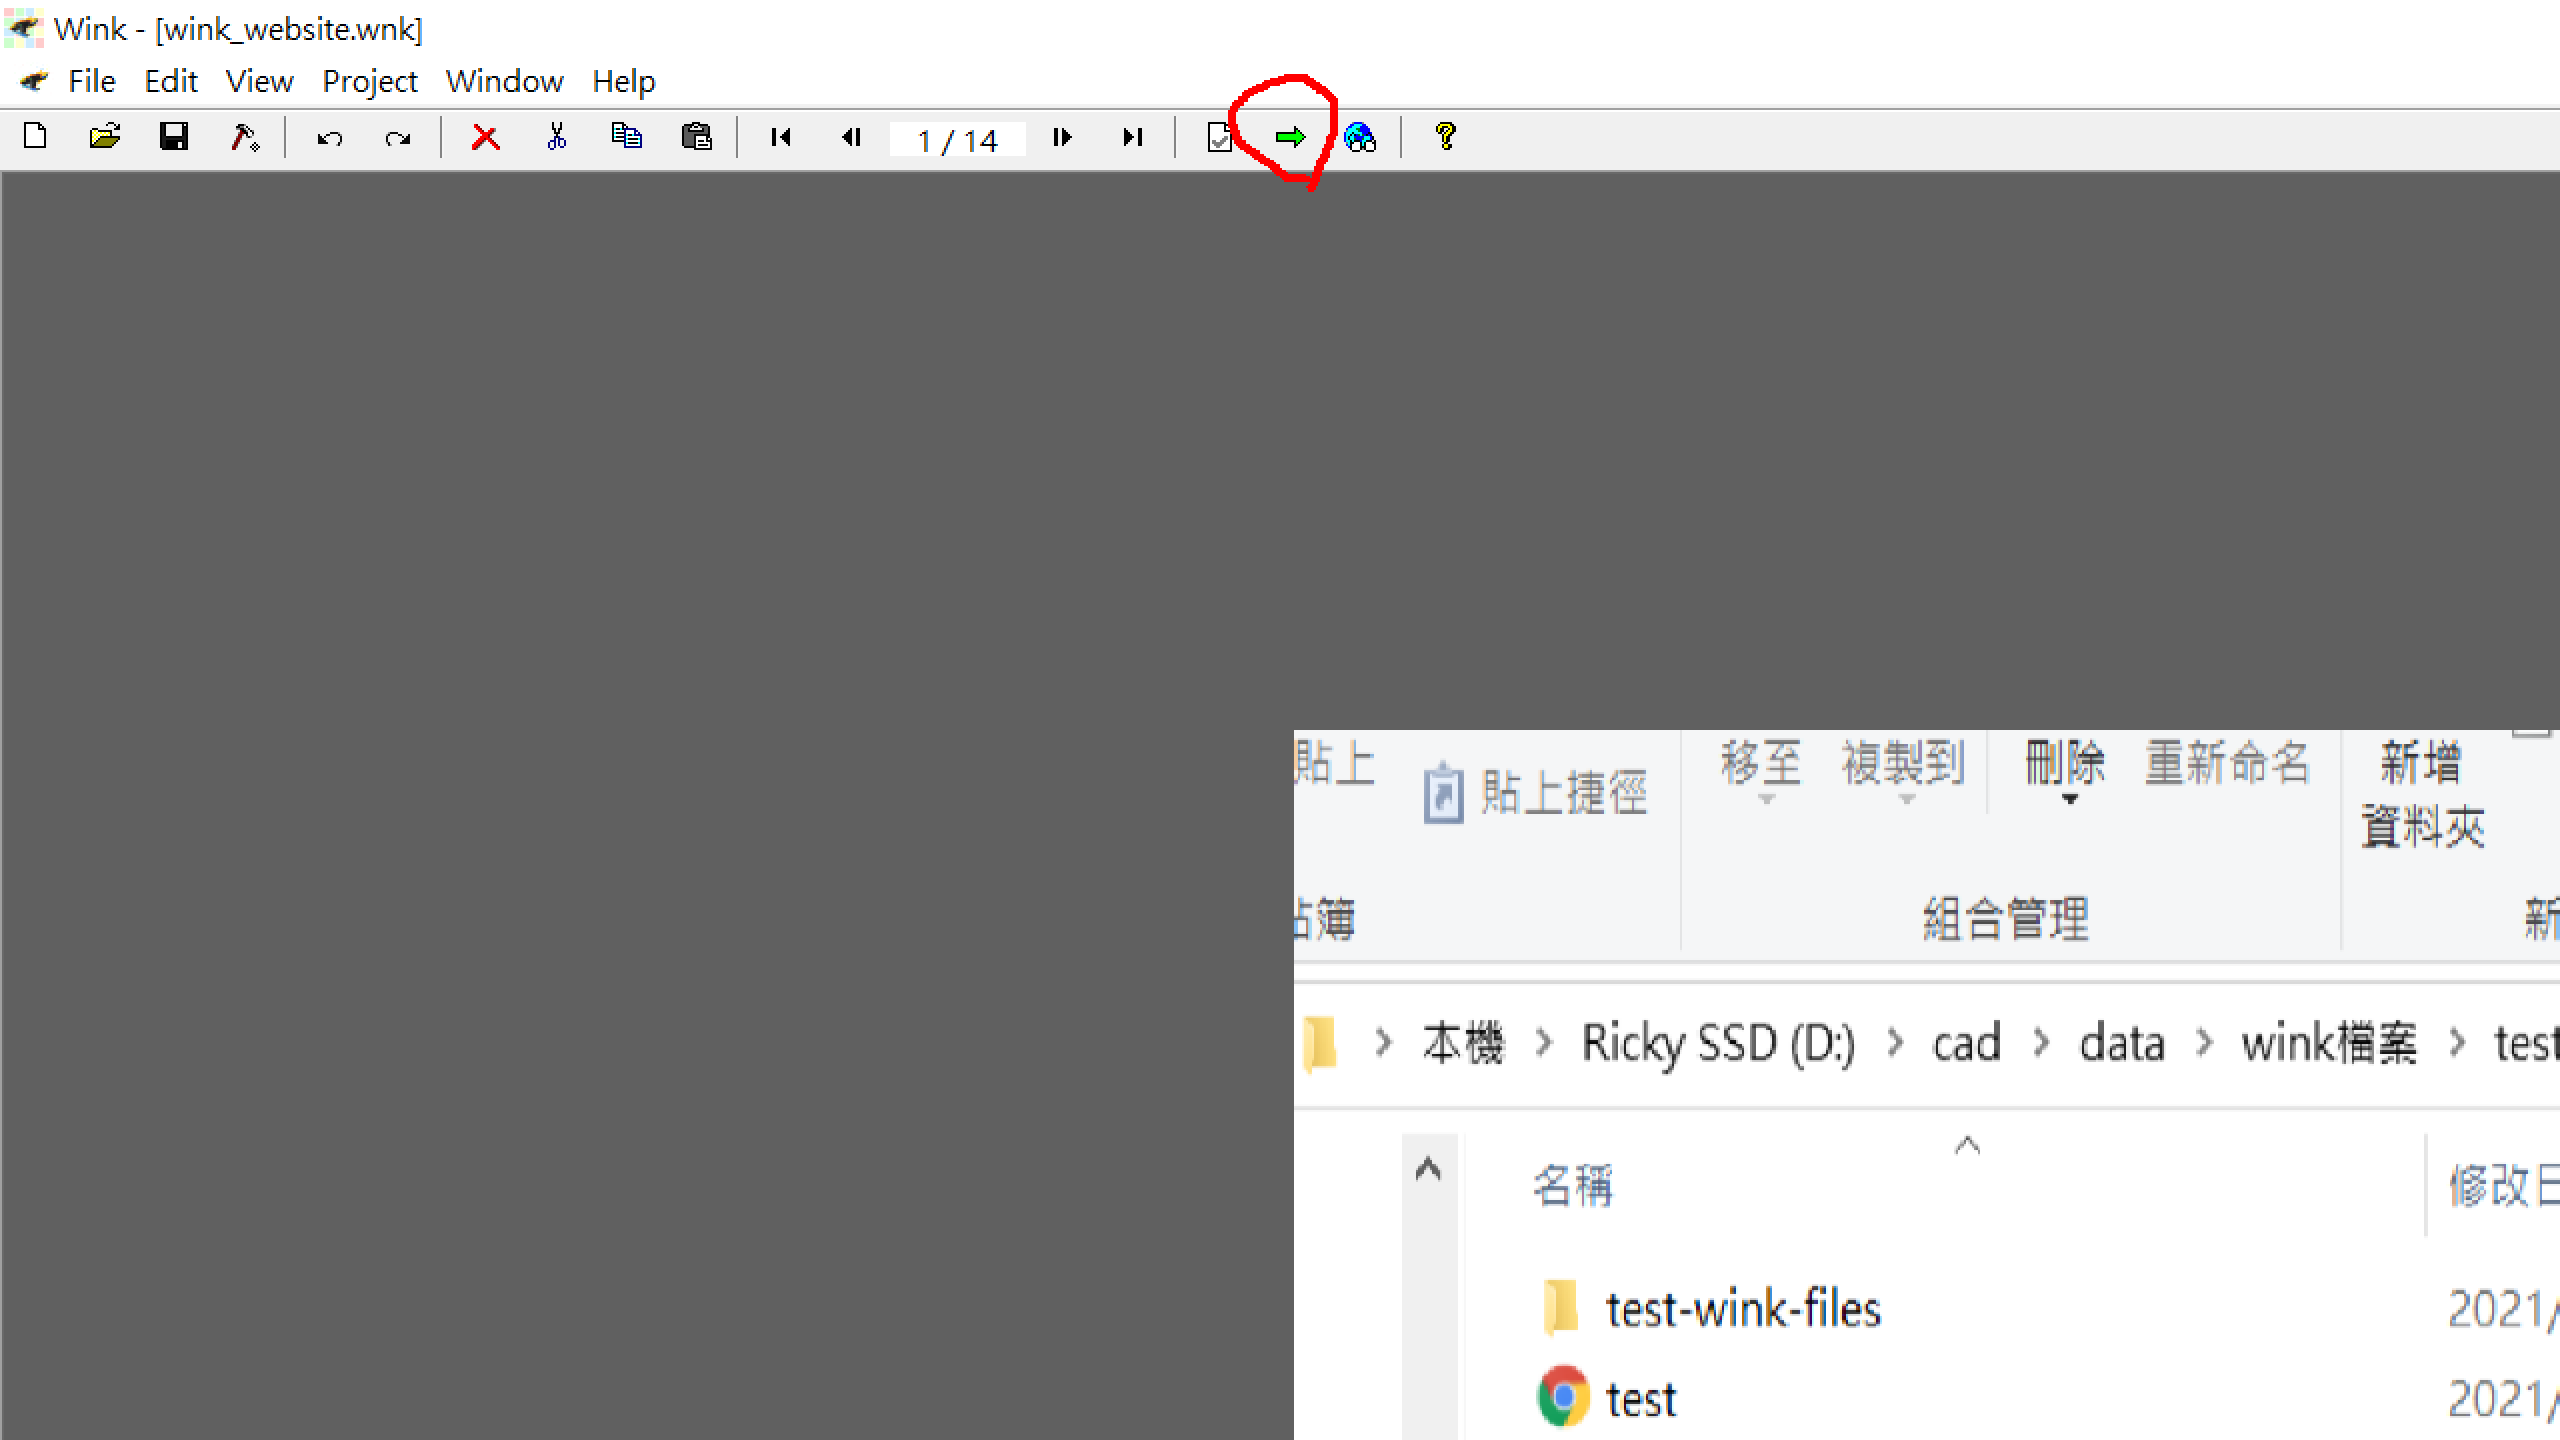 Wink - [wink_website.wnk]
File Edit View Project Window Help
1 / 14
貼上 貼上捷徑 移至 複製到 刪除 重新命名 新增
資料夾
簿 組合管理 新
本機 Ricky SSD (D:) cad data wink檔案 test
名稱 修改日
test-wink-files 2021/
test 2021/